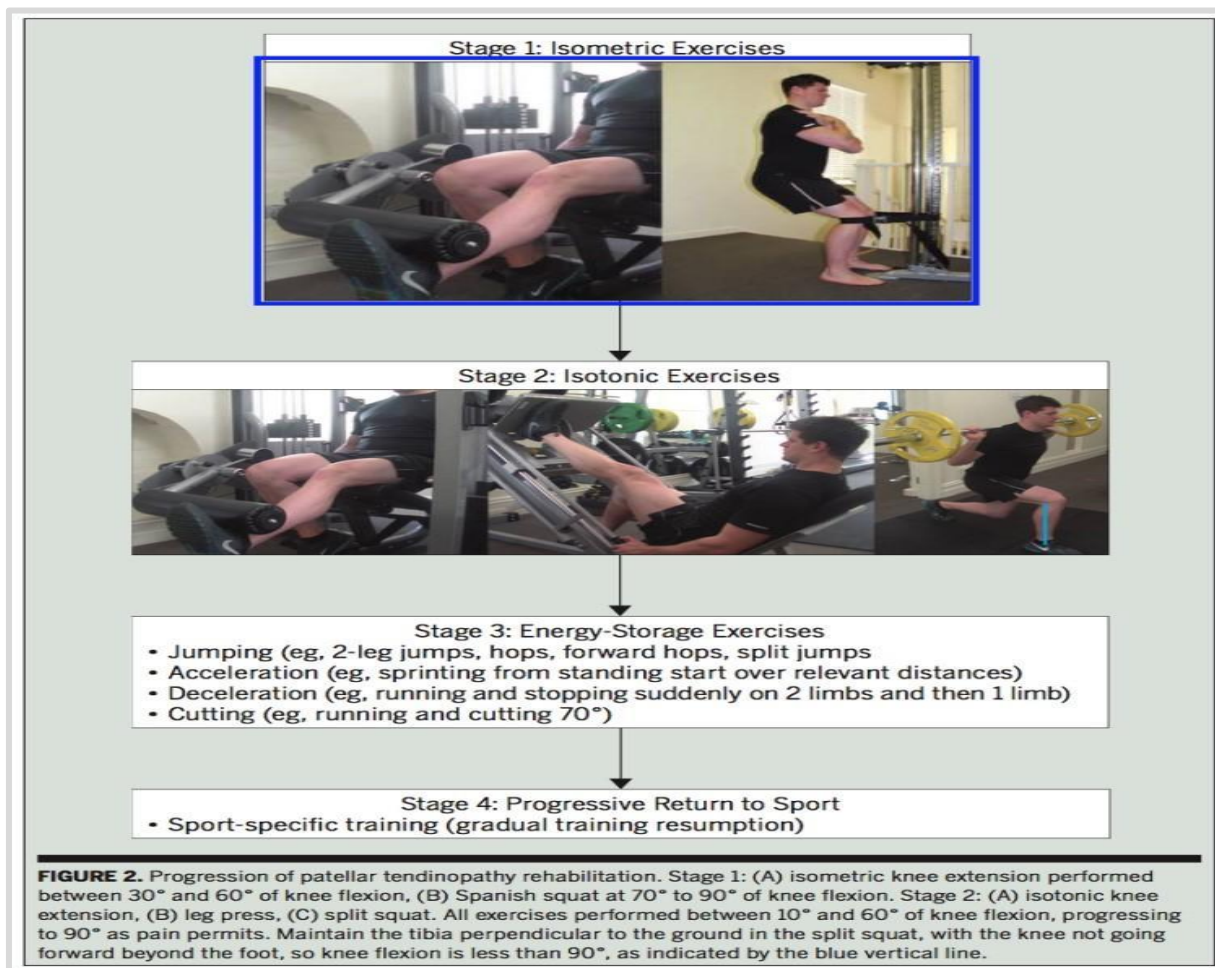 Stage 1: Isometric Exercises
Stage 2: Isotonic Exercises
Stage 3: Energy-Storage Exercises
• Jumping (eg, 2-leg jumps, hops, forward hops, split jumps
• Acceleration (eg, sprinting from standing start over relevant distances)
• Deceleration (eg, running and stopping suddenly on 2 limbs and then 1 limb)
• Cutting (eg, running and cutting 70°)
Stage 4: Progressive Return to Sport
• Sport-specific training (gradual training resumption)
FIGURE 2. Progression of patellar tendinopathy rehabilitation. Stage 1: (A) isometric knee extension performed
between 30° and 60° of knee flexion, (B) Spanish squat at 70° to 90° of knee flexion. Stage 2: (A) isotonic knee
extension, (B) leg press, (C) split squat. All exercises performed between 10° and 60° of knee flexion, progressing
to 90° as pain permits. Maintain the tibia perpendicular to the ground in the split squat, with the knee not going
forward beyond the foot, so knee flexion is less than 90°, as indicated by the blue vertical line.